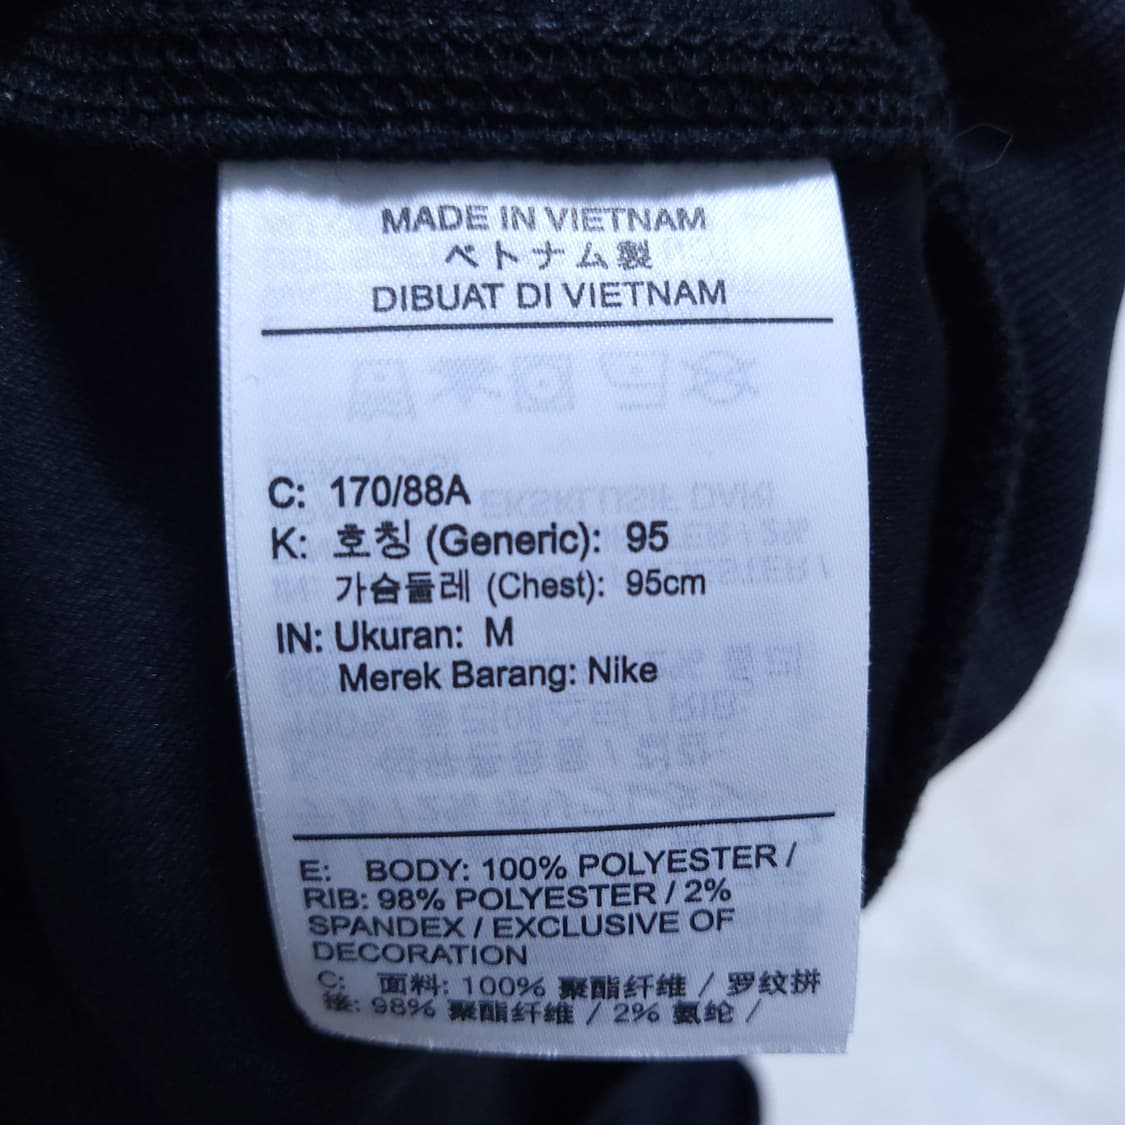 MADE IN VIETNAM
ベトナム製
DIBUAT DI VIETNAM
C: 170/88A
K: 호칭 (Generic): 95
가슴둘레 (Chest): 95cm
IN: Ukuran: M
Merek Barang: Nike
E: BODY: 100% POLYESTER /
RIB: 98% POLYESTER / 2%
SPANDEX / EXCLUSIVE OF
DECORATION
C: 面料: 100% 聚酯纤维 / 罗纹拼
接: 98% 聚酯纤维 / 2% 氨纶 /